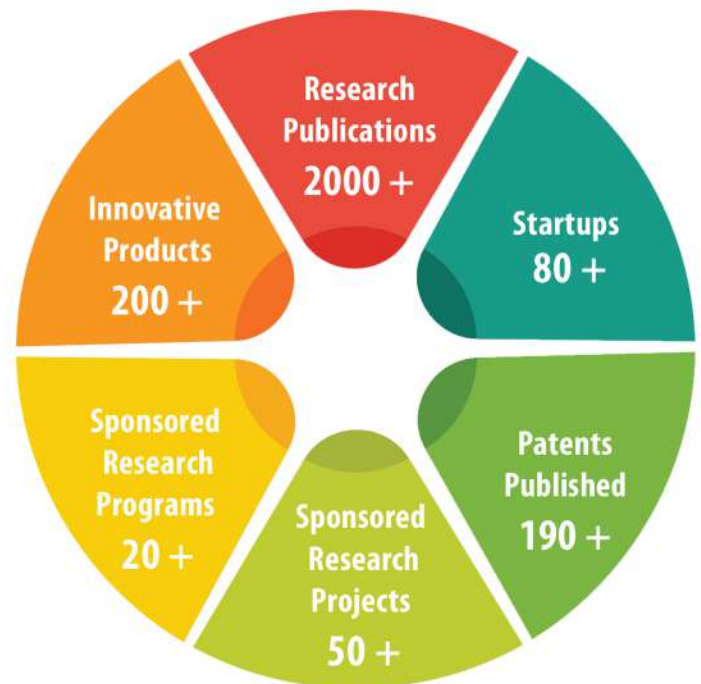 Research
Publications
2000 +
Startups
80 +
Patents
Published
190 +
Sponsored
Research
Projects
50 +
Sponsored
Research
Programs
20 +
Innovative
Products
200 +